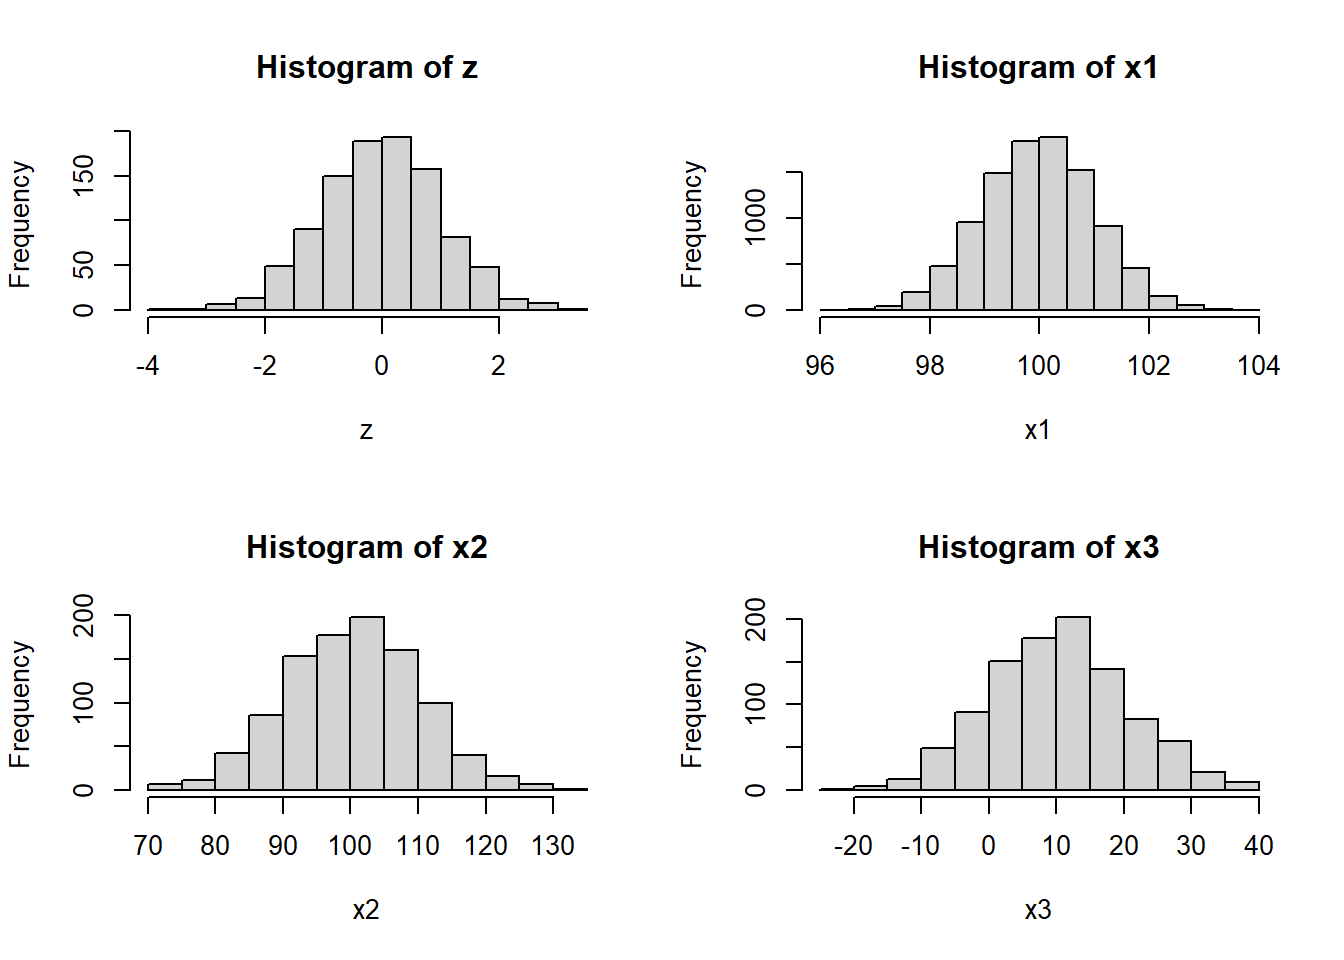 Histogram of z
Frequency
0
50
150
-4
-2
0
2
z
Histogram of x1
Frequency
0
1000
96
98
100
102
104
x1
Histogram of x2
Frequency
0
100
200
70
80
90
100
110
120
130
x2
Histogram of x3
Frequency
0
100
200
-20
-10
0
10
20
30
40
x3